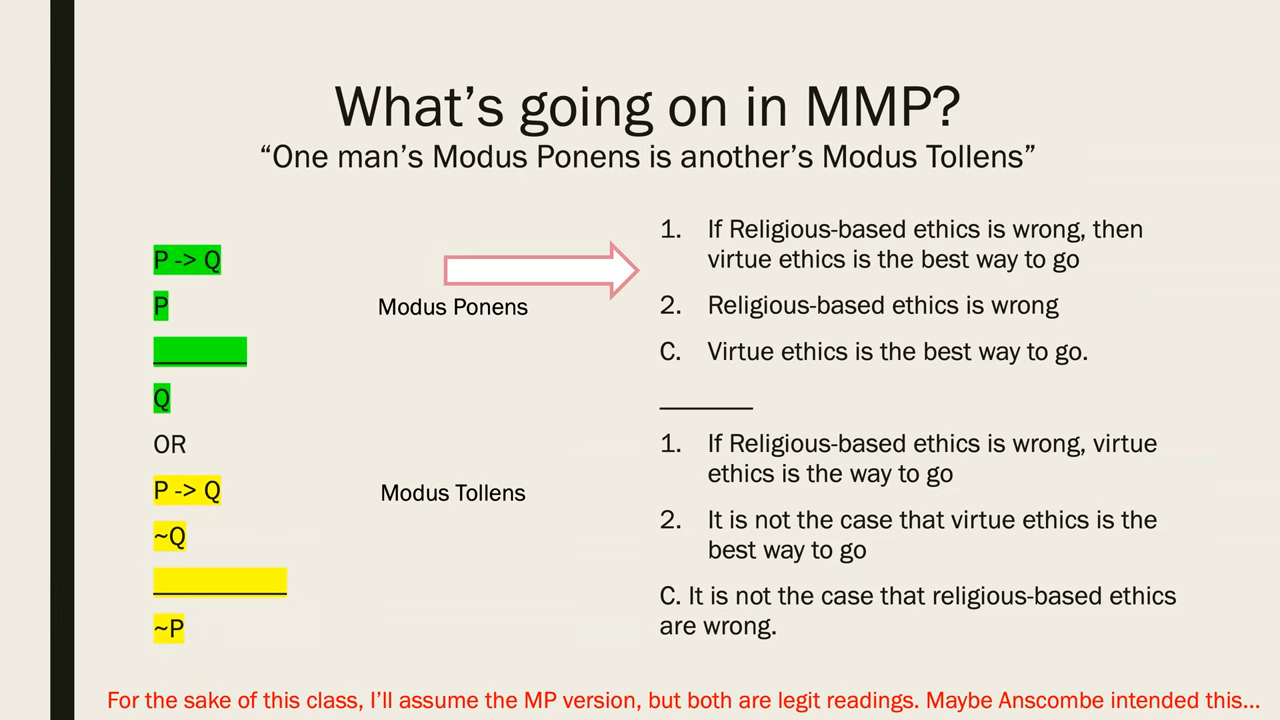 What's going on in MMP?
“One man's Modus Ponens is another's Modus Tollens”
P -> Q
P
Modus Ponens
Q
OR
P -> Q
Modus Tollens
~Q
~P
1. If Religious-based ethics is wrong, then
virtue ethics is the best way to go
2. Religious-based ethics is wrong
C. Virtue ethics is the best way to go.
1. If Religious-based ethics is wrong, virtue
ethics is the way to go
2. It is not the case that virtue ethics is the
best way to go
C. It is not the case that religious-based ethics
are wrong.
For the sake of this class, I'll assume the MP version, but both are legit readings. Maybe Anscombe intended this...